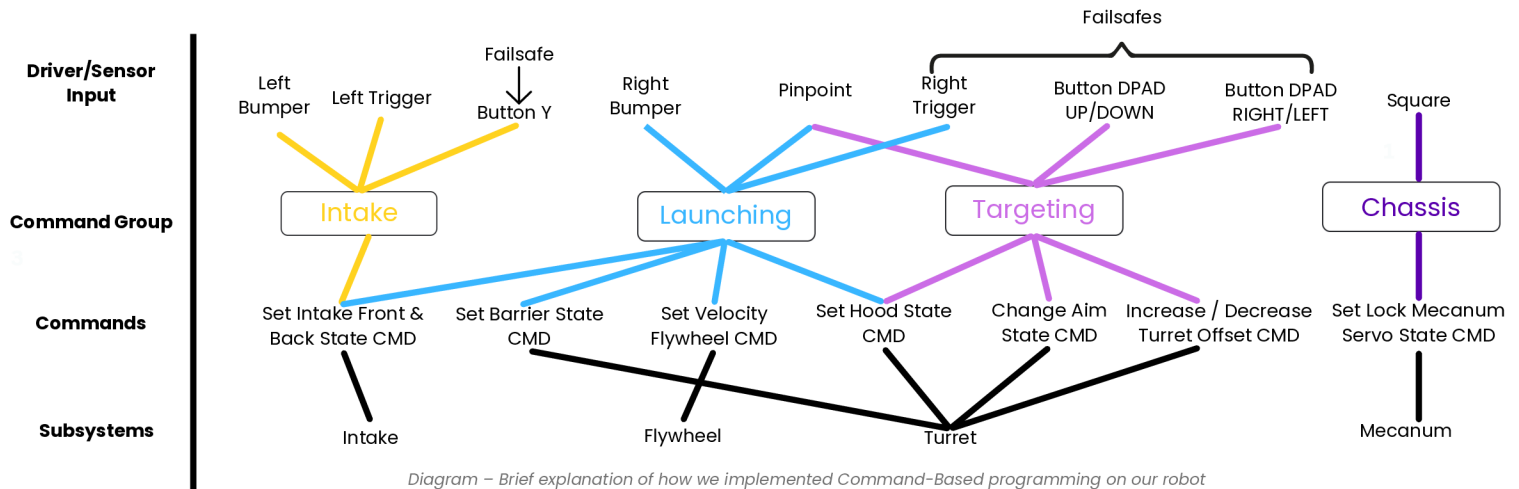 Failsafes
Driver/Sensor
Input
Left
Bumper
Left Trigger
Failsafe
Button Y
Right
Bumper
Pinpoint
Right
Trigger
Button DPAD
UP/DOWN
Button DPAD
RIGHT/LEFT
Square
Command Group
Intake
Launching
Targeting
Chassis
Commands
Set Intake Front &
Back State CMD
Set Barrier State
CMD
Set Velocity
Flywheel CMD
Set Hood State
CMD
Change Aim
State CMD
Increase / Decrease
Turret Offset CMD
Set Lock Mecanum
Servo State CMD
Subsystems
Intake
Flywheel
Turret
Mecanum
Diagram – Brief explanation of how we implemented Command-Based programming on our robot